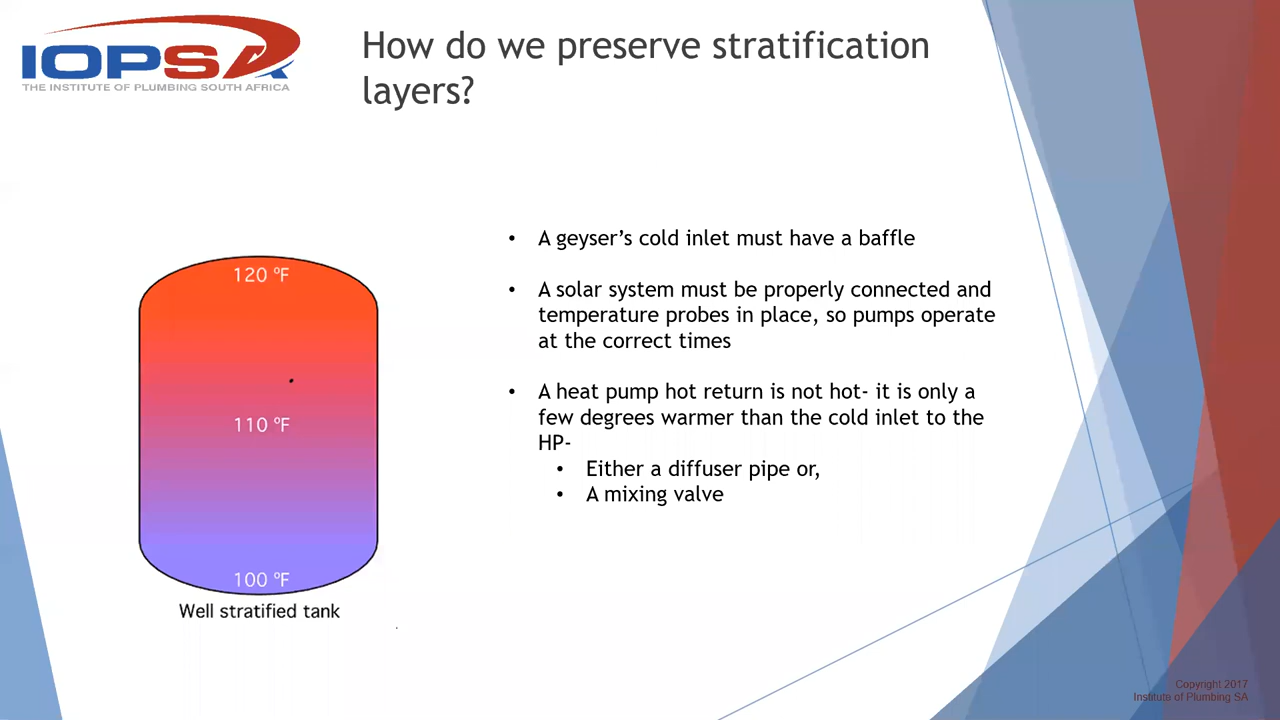 IOPSA
THE INSTITUTE OF PLUMBING SOUTH AFRICA
How do we preserve stratification
layers?
• A geyser’s cold inlet must have a baffle
• A solar system must be properly connected and
temperature probes in place, so pumps operate
at the correct times
• A heat pump hot return is not hot- it is only a
few degrees warmer than the cold inlet to the
HP-
• Either a diffuser pipe or,
• A mixing valve
120 ºF
110 ºF
100 ºF
Well stratified tank
Copyright 2017
Institute of Plumbing SA